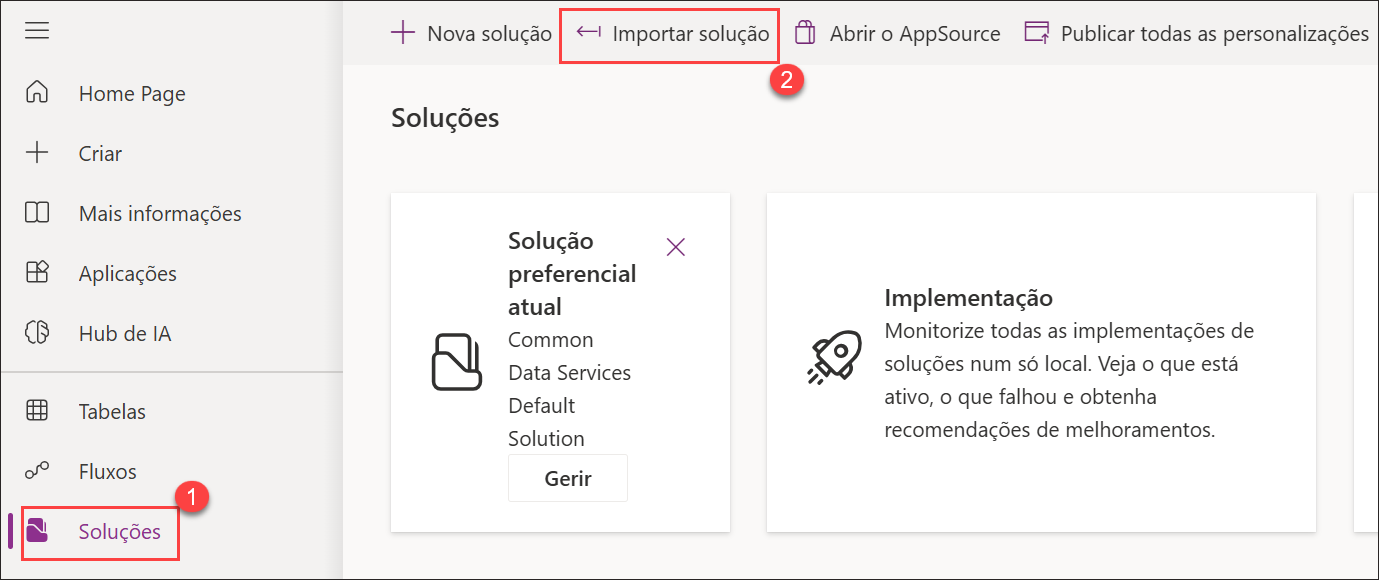 Nova solução Importar solução Abrir o AppSource Publicar todas as personalizações
2
Home Page
Criar
Mais informações
Aplicações
Hub de IA
Tabelas
Fluxos
1
Soluções
Soluções
Solução
preferencial
atual
Common
Data Services
Default
Solution
Gerir
Implementação
Monitorize todas as implementações de
soluções num só local. Veja o que está
ativo, o que falhou e obtenha
recomendações de melhoramentos.